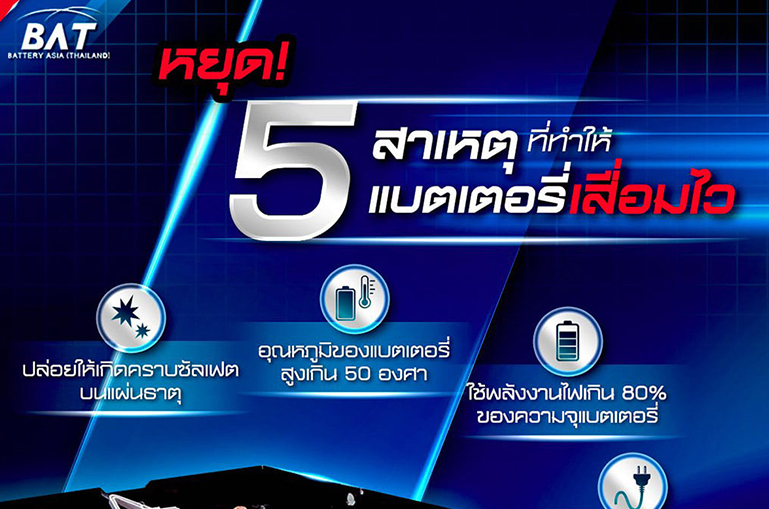 BAT
BATTERY ASIA (THAILAND)
หยุด!
5 สาเหตุ ที่ทำให้
แบตเตอรี่เสื่อมไว
ปล่อยให้เกิดคราบซัลเฟต
บนแผ่นธาตุ
อุณหภูมิของแบตเตอรี่
สูงเกิน 50 องศา
ใช้พลังงานไฟเกิน 80%
ของความจุแบตเตอรี่